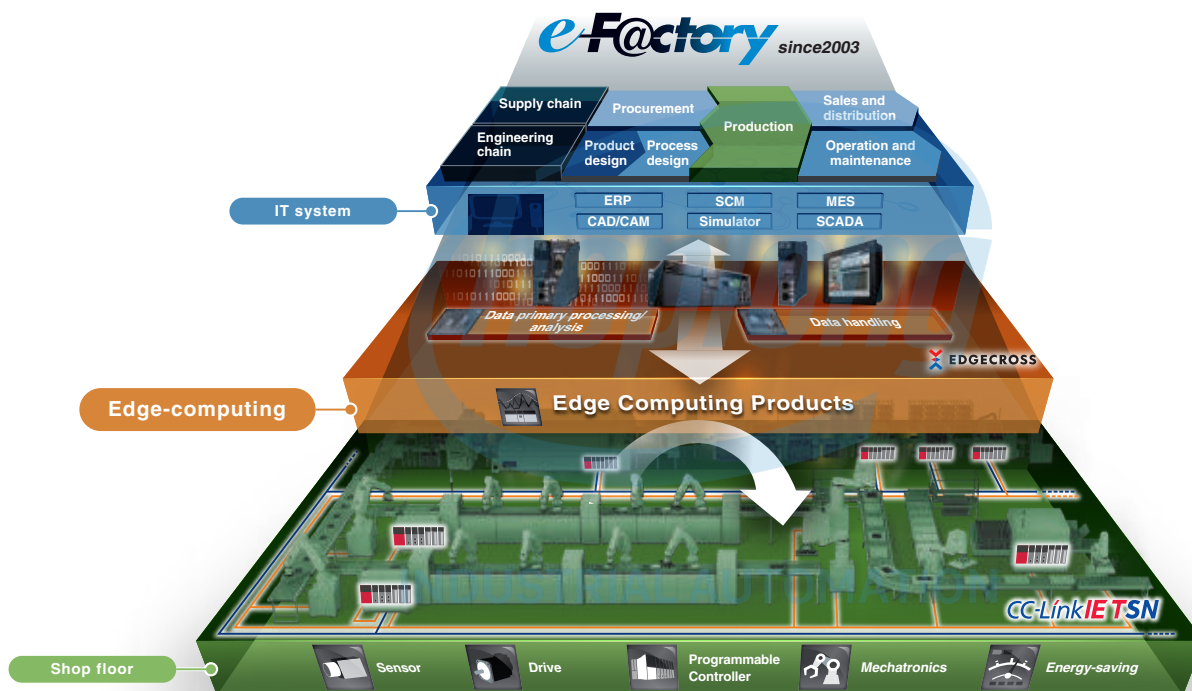 e-F@ctory since2003
Supply chain
Procurement
Production
Sales and
distribution
Engineering
chain
Product
design
Process
design
Operation and
maintenance
IT system
ERP
SCM
MES
CAD/CAM
Simulator
SCADA
Data primary processing/
analysis
Data handling
EDGECROSS
Edge-computing
Edge Computing Products
INDUSTRIAL AUTOMATION
CC-Link IE TSN
Shop floor
Sensor
Drive
Programmable
Controller
Mechatronics
Energy-saving